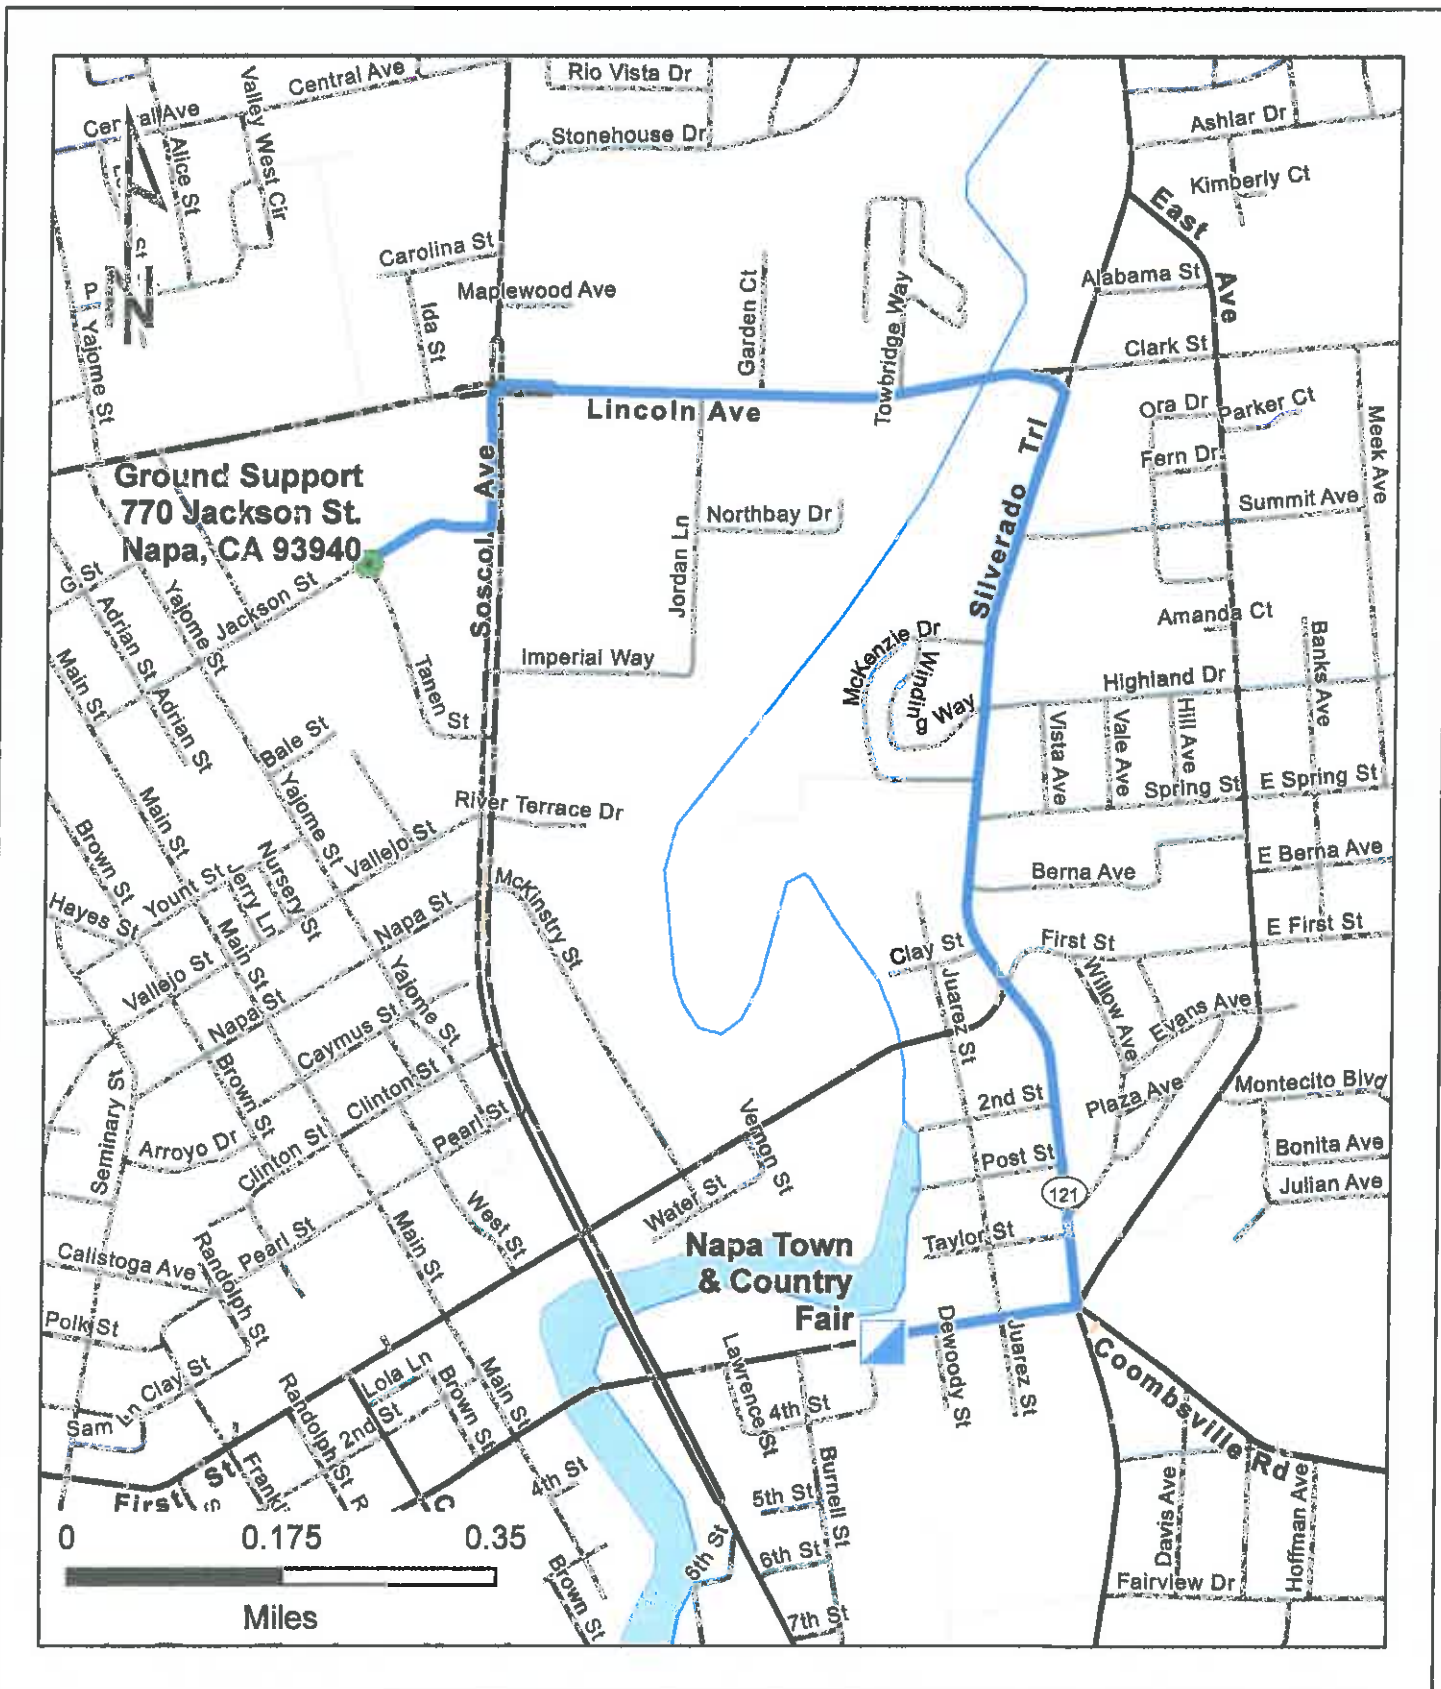 Central Ave
Rio Vista Dr
Valley West Cir
Stonehouse Dr
Ashlar Dr
Alice St
Kimberly Ct
East Ave
Carolina St
Maplewood Ave
Ida St
Garden Ct
Towbridge Way
Alabama St
Clark St
P
N
Yajome St
Lincoln Ave
Ora Dr
Parker Ct
Meek Ave
Fern Dr
Summit Ave
Silverado Trl
Soscol Ave
Ground Support
770 Jackson St.
Napa, CA 93940
Northbay Dr
Jordan Ln
G St
Adrian St
Yajome St
Jackson St
Amanda Ct
Banks Ave
McKenzie Dr
Winding Way
Imperial Way
Tanen St
Main St
Adrian St
Highland Dr
Vista Ave
Vale Ave
Hill Ave
Spring St
E Spring St
Bale St
Yajome St
River Terrace Dr
Main St
Brown St
Vallejo St
Nursery St
Jerry Ln
Yount St
Hayes St
Berna Ave
E Berna Ave
McKinstry St
Napa St
Main St
Vallejo St
Clay St
First St
E First St
Juarez St
Willow Ave
Evans Ave
Napa St
Yajome St
Caymus St
Brown St
Clinton St
Seminary St
Arroyo Dr
Clinton St
Pearl St
Vernon St
2nd St
Plaza Ave
Montecito Blvd
Bonita Ave
Post St
121
Julian Ave
Water St
West St
Main St
Pearl St
Randolph St
Calistoga Ave
Taylor St
Napa Town
& Country
Fair
Polk St
Dewoody St
Juarez St
Coombsville Rd
Lawrence St
Lola Ln
Brown St
Main St
Clay St
Ln
Sam
Randolph St
2nd St
4th St
Burnell St
First St
S
Frankl
R
C
4th St
5th St
6th St
6th St
7th St
Brown St
Davis Ave
Hoffman Ave
Fairview Dr
0
0.175
0.35
Miles